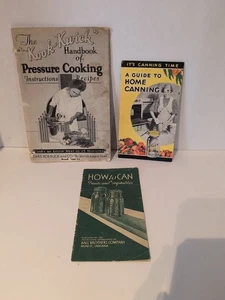 The
"Kook-Kwick"
Handbook
of
Pressure Cooking
Instructions
Recipes
IT'S CANNING TIME
A GUIDE TO
HOME
CANNING
HOW to CAN
Fruits and Vegetables
BALL BROTHERS COMPANY
MUNCIE, INDIANA